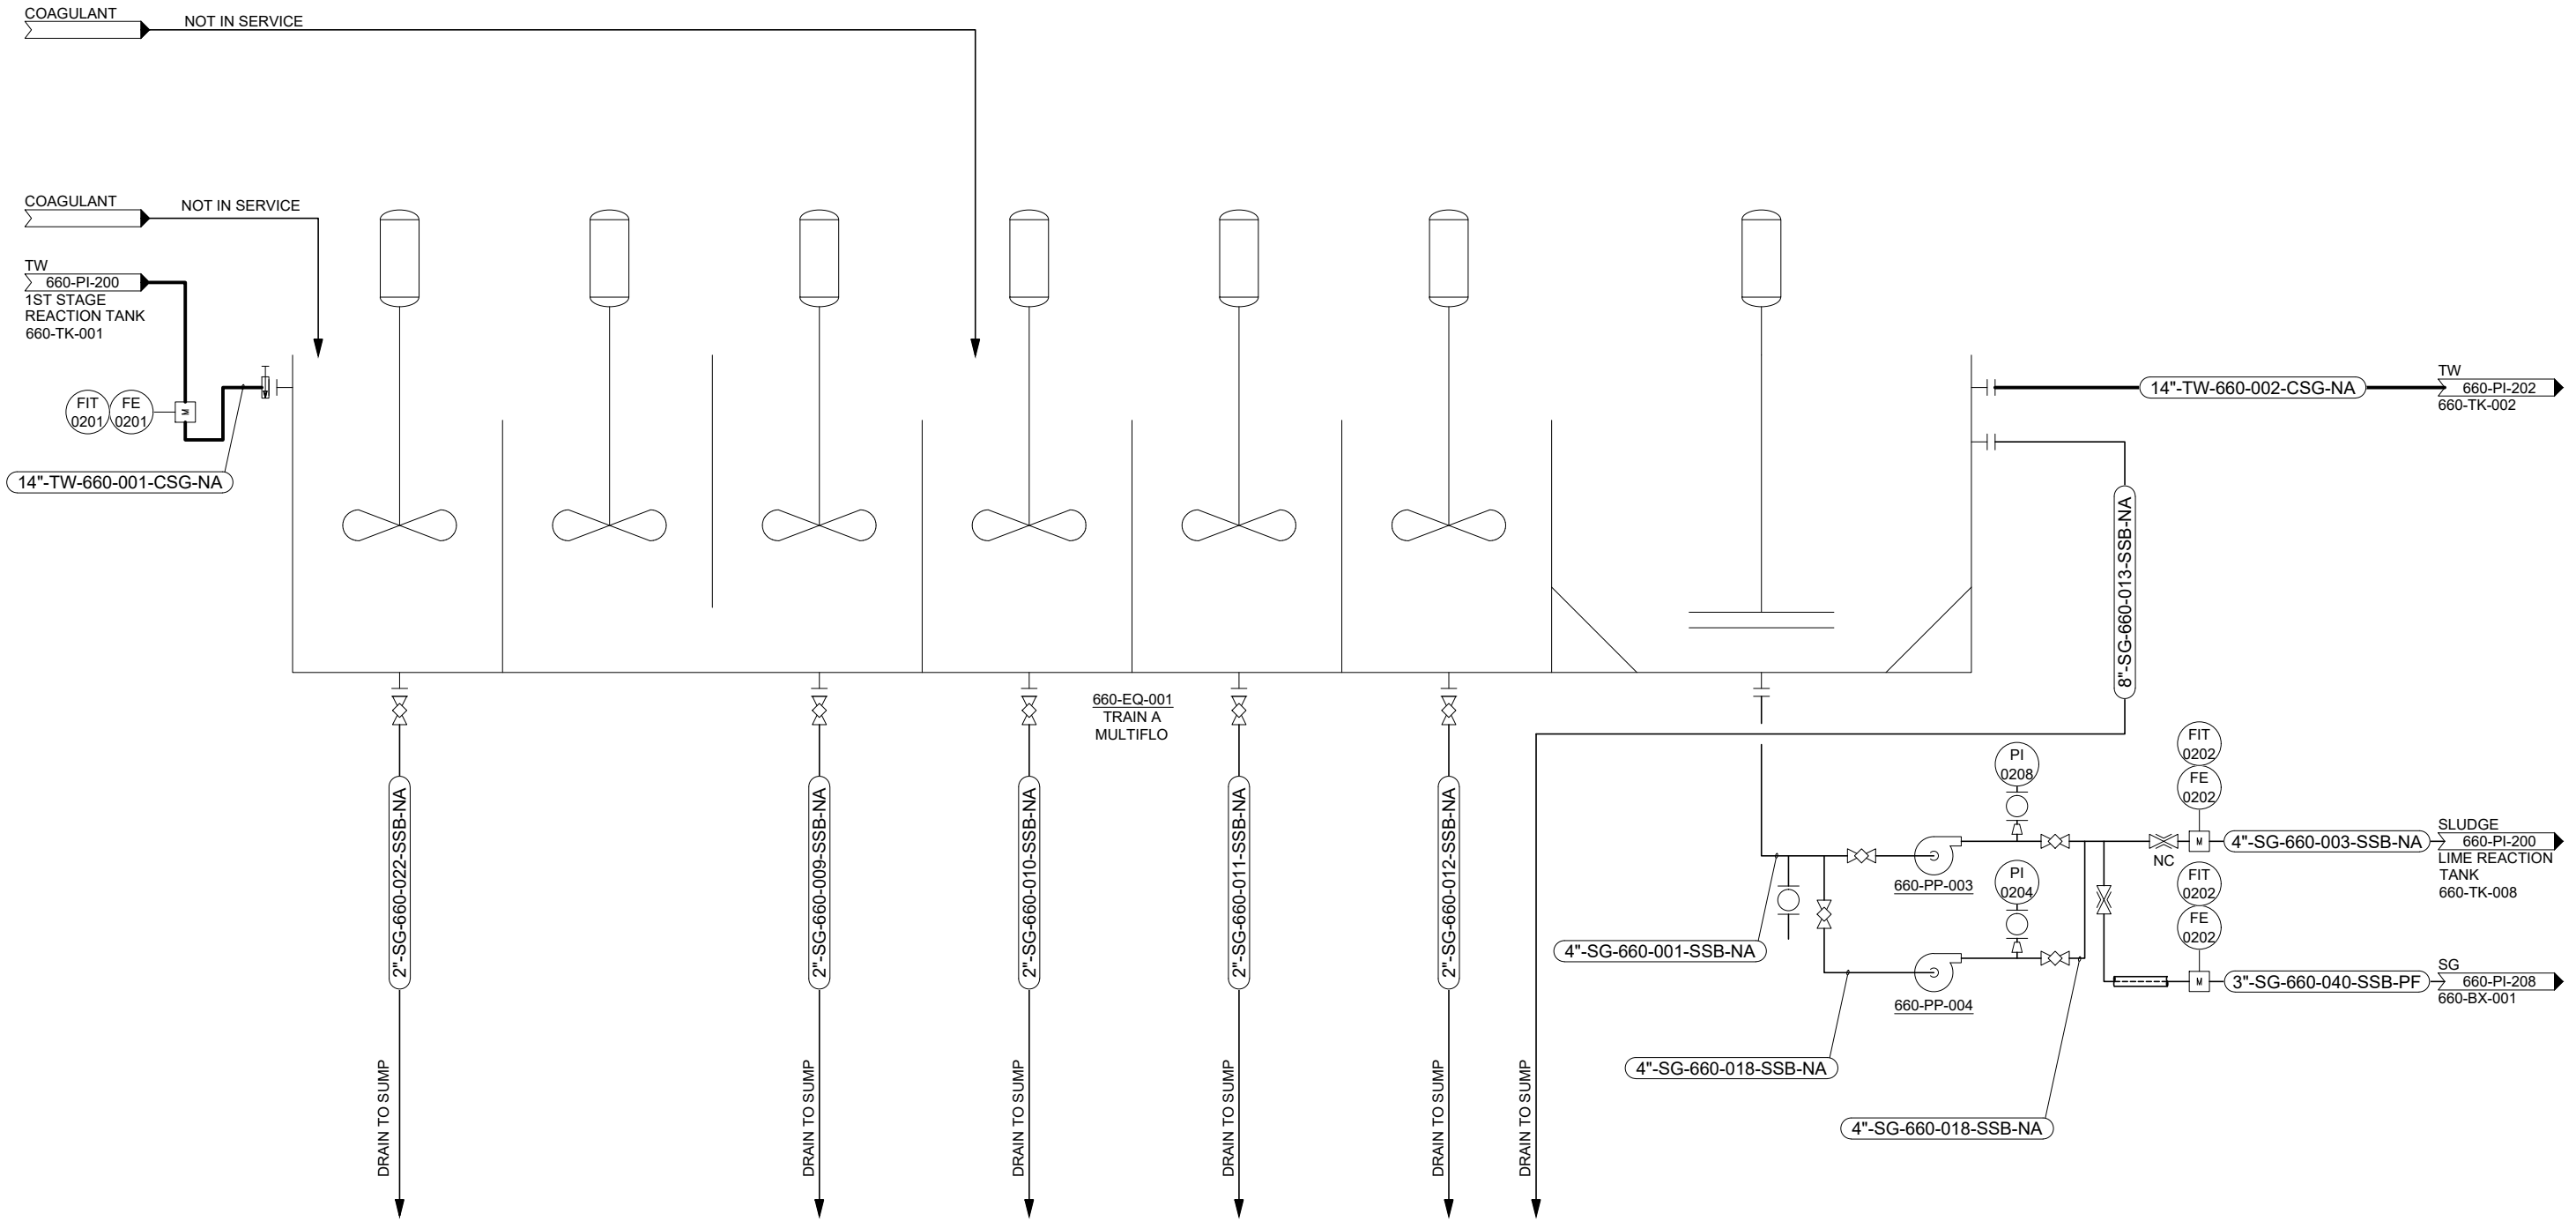 COAGULANT
NOT IN SERVICE
COAGULANT
NOT IN SERVICE
TW
660-PI-200
1ST STAGE
REACTION TANK
660-TK-001
FIT
0201
FE
0201
M
14"-TW-660-001-CSG-NA
14"-TW-660-002-CSG-NA
TW
660-PI-202
660-TK-002
8"-SG-660-013-SSB-NA
660-EQ-001
TRAIN A
MULTIFLO
2"-SG-660-022-SSB-NA
2"-SG-660-009-SSB-NA
2"-SG-660-010-SSB-NA
2"-SG-660-011-SSB-NA
2"-SG-660-012-SSB-NA
DRAIN TO SUMP
DRAIN TO SUMP
DRAIN TO SUMP
DRAIN TO SUMP
DRAIN TO SUMP
DRAIN TO SUMP
PI
0208
FIT
0202
FE
0202
M
NC
4"-SG-660-003-SSB-NA
SLUDGE
660-PI-200
LIME REACTION
TANK
660-TK-008
660-PP-003
PI
0204
FIT
0202
FE
0202
M
4"-SG-660-001-SSB-NA
3"-SG-660-040-SSB-PF
SG
660-PI-208
660-BX-001
660-PP-004
4"-SG-660-018-SSB-NA
4"-SG-660-018-SSB-NA